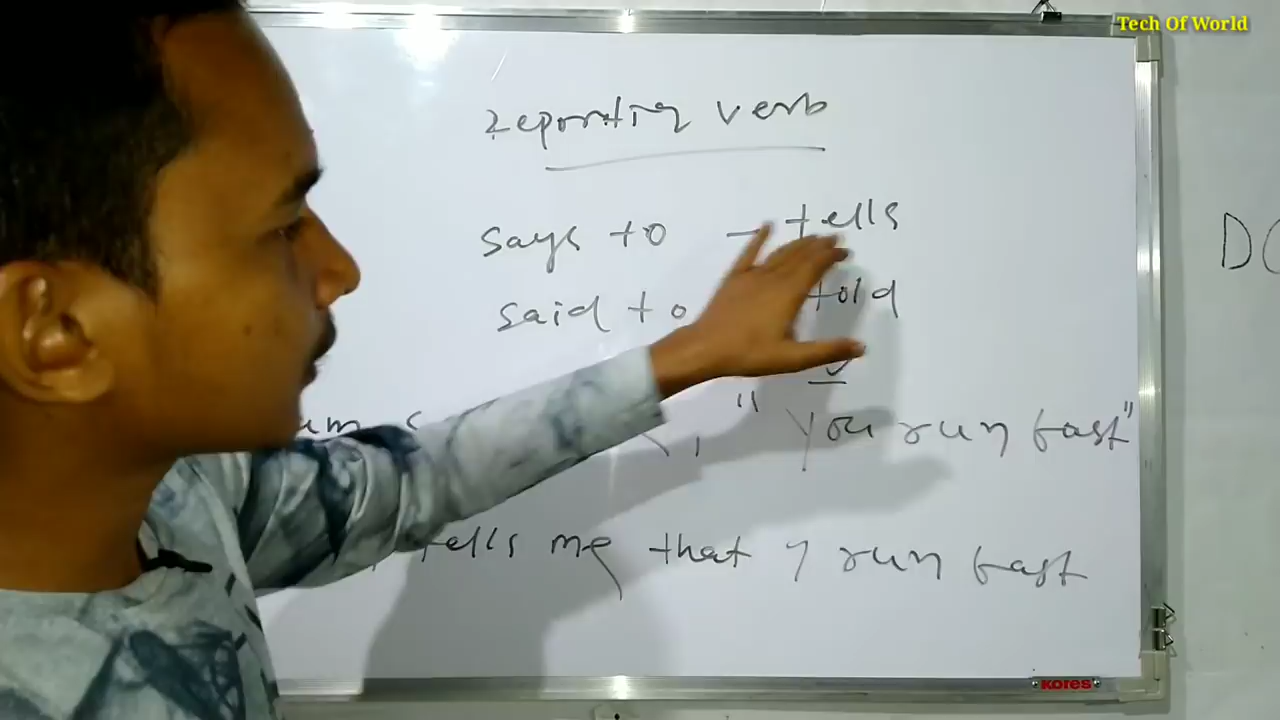 Tech Of World
reporting verb
says to → tells
said to told
" you run fast"
tells me that I run fast
KORES